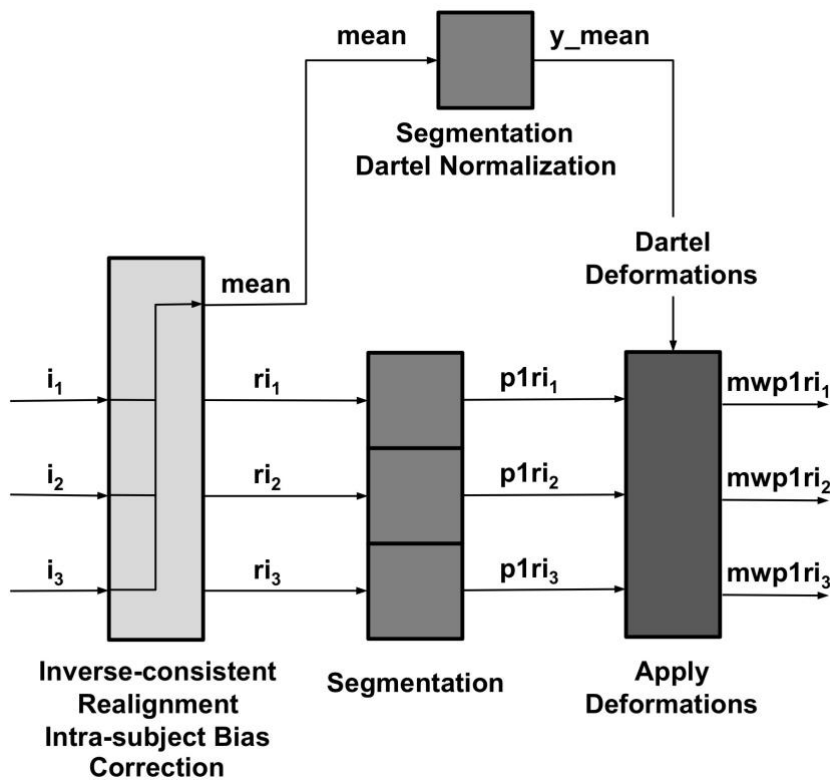 mean
y_mean
Segmentation
Dartel Normalization
mean
Dartel
Deformations
i₁
ri₁
p1ri₁
mwp1ri₁
i₂
ri₂
p1ri₂
mwp1ri₂
i₃
ri₃
p1ri₃
mwp1ri₃
Inverse-consistent
Realignment
Intra-subject Bias
Correction
Segmentation
Apply
Deformations